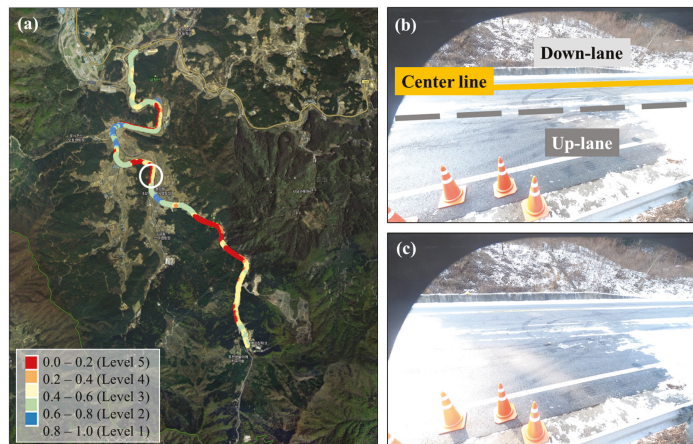 (a)
0.0 – 0.2 (Level 5)
0.2 – 0.4 (Level 4)
0.4 – 0.6 (Level 3)
0.6 – 0.8 (Level 2)
0.8 – 1.0 (Level 1)
(b)
Down-lane
Center line
Up-lane
(c)